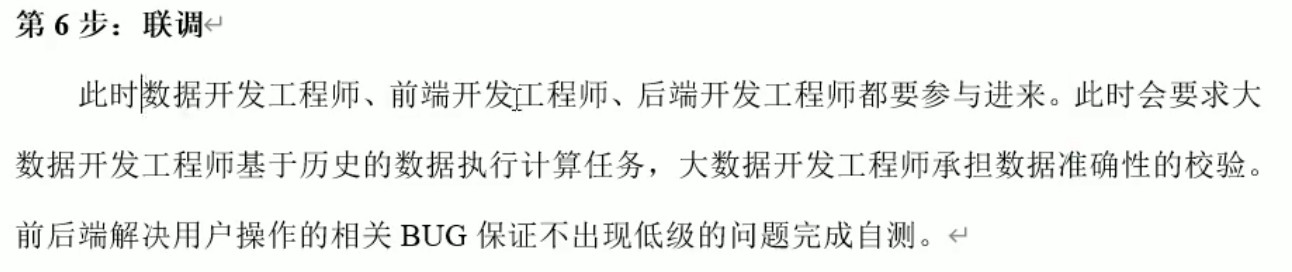 第 6 步：联调
此时数据开发工程师、前端开发工程师、后端开发工程师都要参与进来。此时会要求大
数据开发工程师基于历史的数据执行计算任务，大数据开发工程师承担数据准确性的校验。
前后端解决用户操作的相关 BUG 保证不出现低级的问题完成自测。